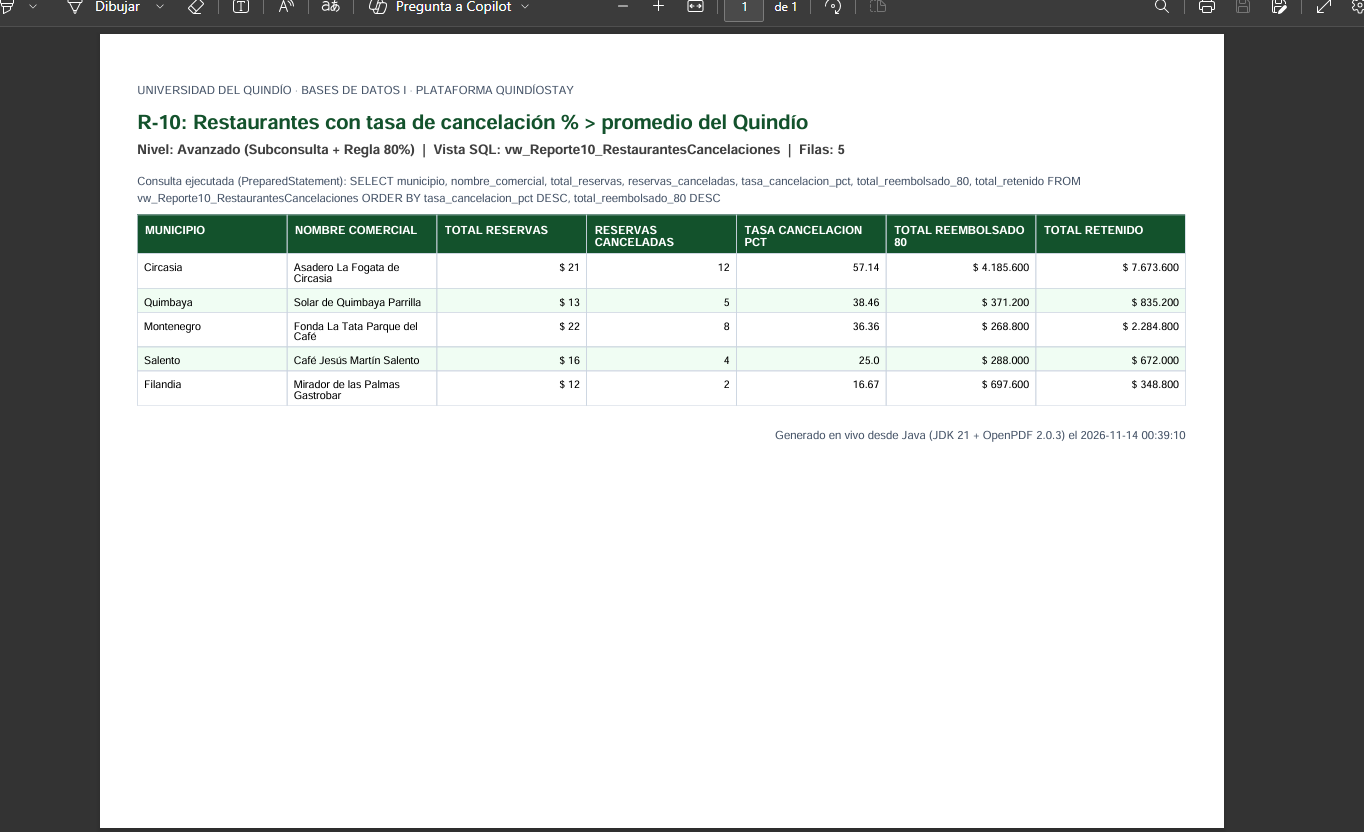 Dibujar
Pregunta a Copilot
1 de 1
UNIVERSIDAD DEL QUINDÍO · BASES DE DATOS I · PLATAFORMA QUINDÍOSTAY
R-10: Restaurantes con tasa de cancelación % > promedio del Quindío
Nivel: Avanzado (Subconsulta + Regla 80%) | Vista SQL: vw_Reporte10_RestaurantesCancelaciones | Filas: 5
Consulta ejecutada (PreparedStatement): SELECT municipio, nombre_comercial, total_reservas, reservas_canceladas, tasa_cancelacion_pct, total_reembolsado_80, total_retenido FROM
vw_Reporte10_RestaurantesCancelaciones ORDER BY tasa_cancelacion_pct DESC, total_reembolsado_80 DESC
MUNICIPIO NOMBRE COMERCIAL TOTAL RESERVAS RESERVAS CANCELADAS TASA CANCELACION PCT TOTAL REEMBOLSADO 80 TOTAL RETENIDO
Circasia Asadero La Fogata de Circasia $ 21 12 57.14 $ 4.185.600 $ 7.673.600
Quimbaya Solar de Quimbaya Parrilla $ 13 5 38.46 $ 371.200 $ 835.200
Montenegro Fonda La Tata Parque del Café $ 22 8 36.36 $ 268.800 $ 2.284.800
Salento Café Jesús Martín Salento $ 16 4 25.0 $ 288.000 $ 672.000
Filandia Mirador de las Palmas Gastrobar $ 12 2 16.67 $ 697.600 $ 348.800
Generado en vivo desde Java (JDK 21 + OpenPDF 2.0.3) el 2026-11-14 00:39:10